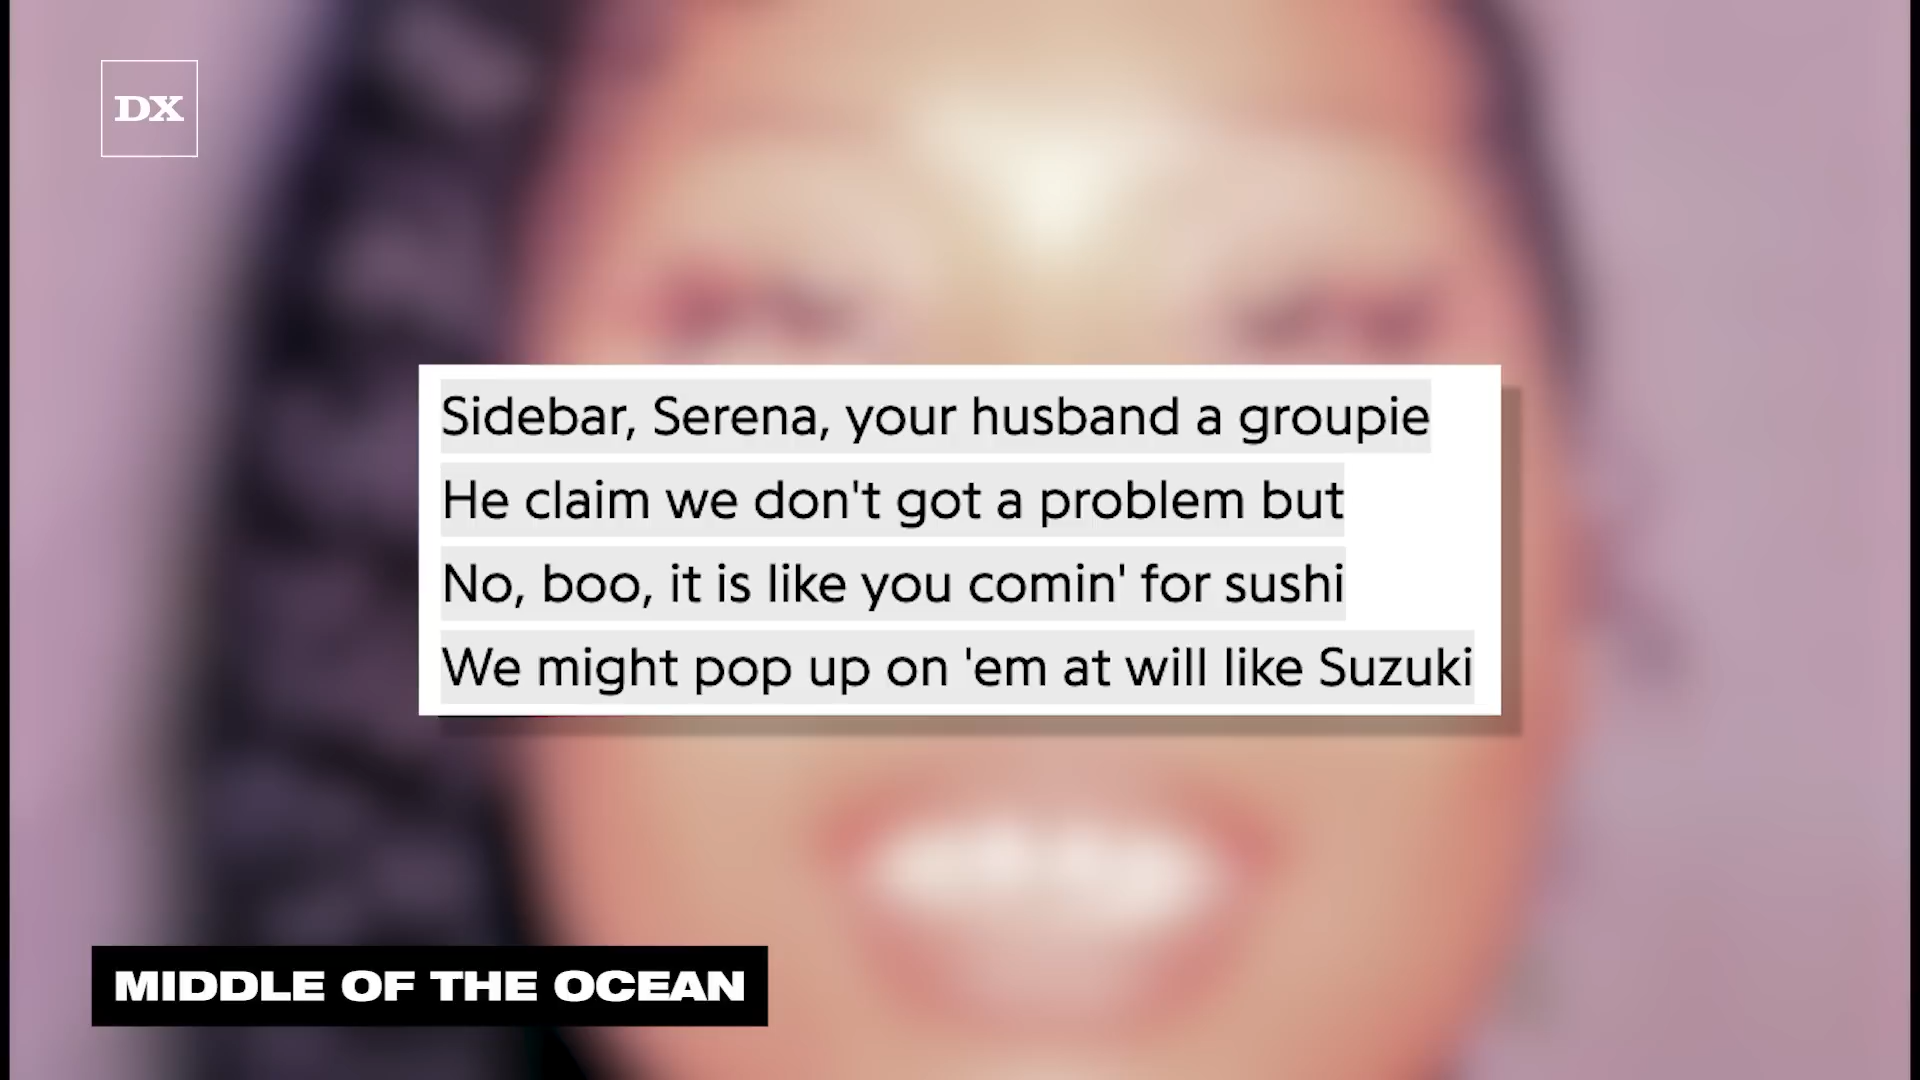 DX
Sidebar, Serena, your husband a groupie
He claim we don't got a problem but
No, boo, it is like you comin' for sushi
We might pop up on 'em at will like Suzuki
MIDDLE OF THE OCEAN